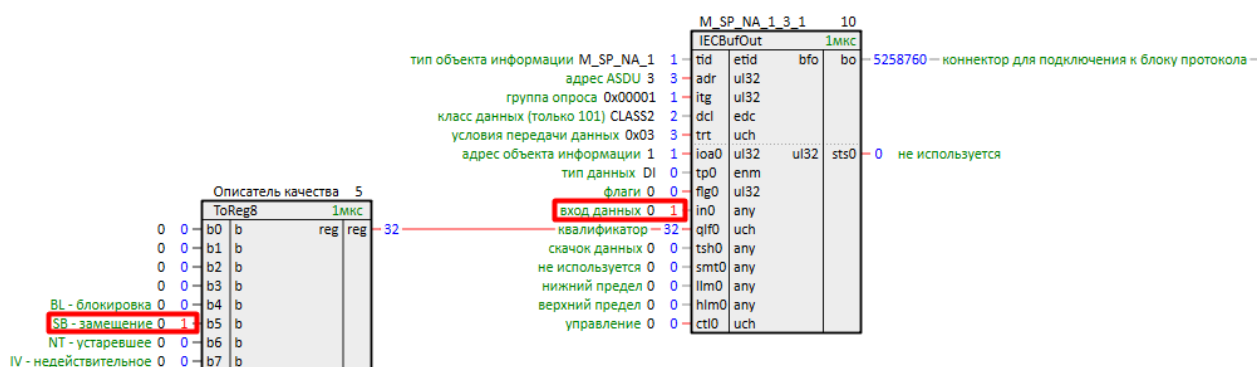 M_SP_NA_1_3_1 10
IECBufOut 1мкс
тип объекта информации M_SP_NA_1 1 tid etid bfo bo 5258760 коннектор для подключения к блоку протокола
адрес ASDU 3 3 adr ul32
группа опроса 0x00001 1 itg ul32
класс данных (только 101) CLASS2 2 dcl edc
условия передачи данных 0x03 3 trt uch
адрес объекта информации 1 1 ioa0 ul32 ul32 sts0 0 не используется
тип данных DI 0 tp0 enm
флаги 0 0 flg0 ul32
вход данных 0 1 in0 any
квалификатор 32 qlf0 uch
скачок данных 0 0 tsh0 any
не используется 0 0 smt0 any
нижний предел 0 0 llm0 any
верхний предел 0 0 hlm0 any
управление 0 0 ctl0 uch
Описатель качества 5
ToReg8 1мкс
0 0 b0 b reg reg 32
0 0 b1 b
0 0 b2 b
0 0 b3 b
BL - блокировка 0 0 b4 b
SB - замещение 0 1 b5 b
NT - устаревшее 0 0 b6 b
IV - недействительное 0 0 b7 b